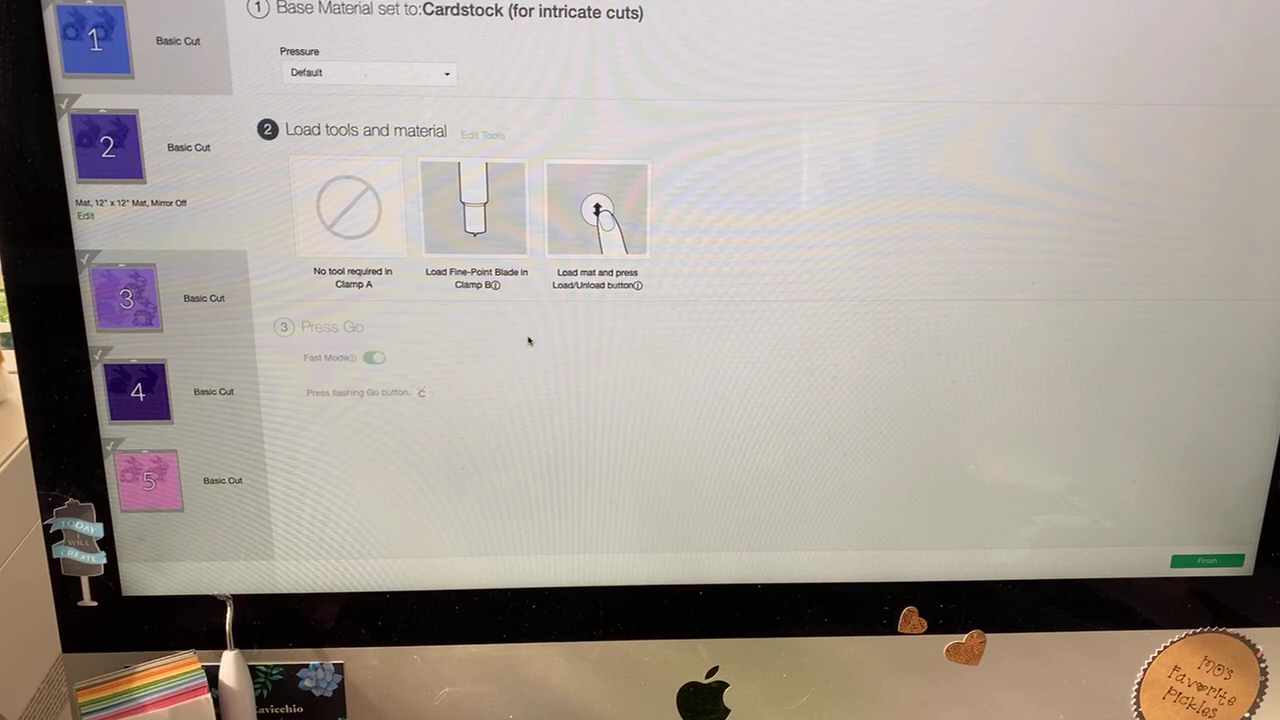 1 Base Material set to:Cardstock (for intricate cuts)
Pressure
Default
2 Load tools and material Edit Tools
No tool required in
Clamp A
Load Fine-Point Blade in
Clamp B
Load mat and press
Load/Unload button
3 Press Go
Fast Mode
Press flashing Go button.
1 Basic Cut
2 Basic Cut
Mat, 12" x 12" Mat, Mirror Off
Edit
3 Basic Cut
4 Basic Cut
5 Basic Cut
Finish
TODAY
I
WILL
CREATE
avicchio
MO's
Favorite
Pickles